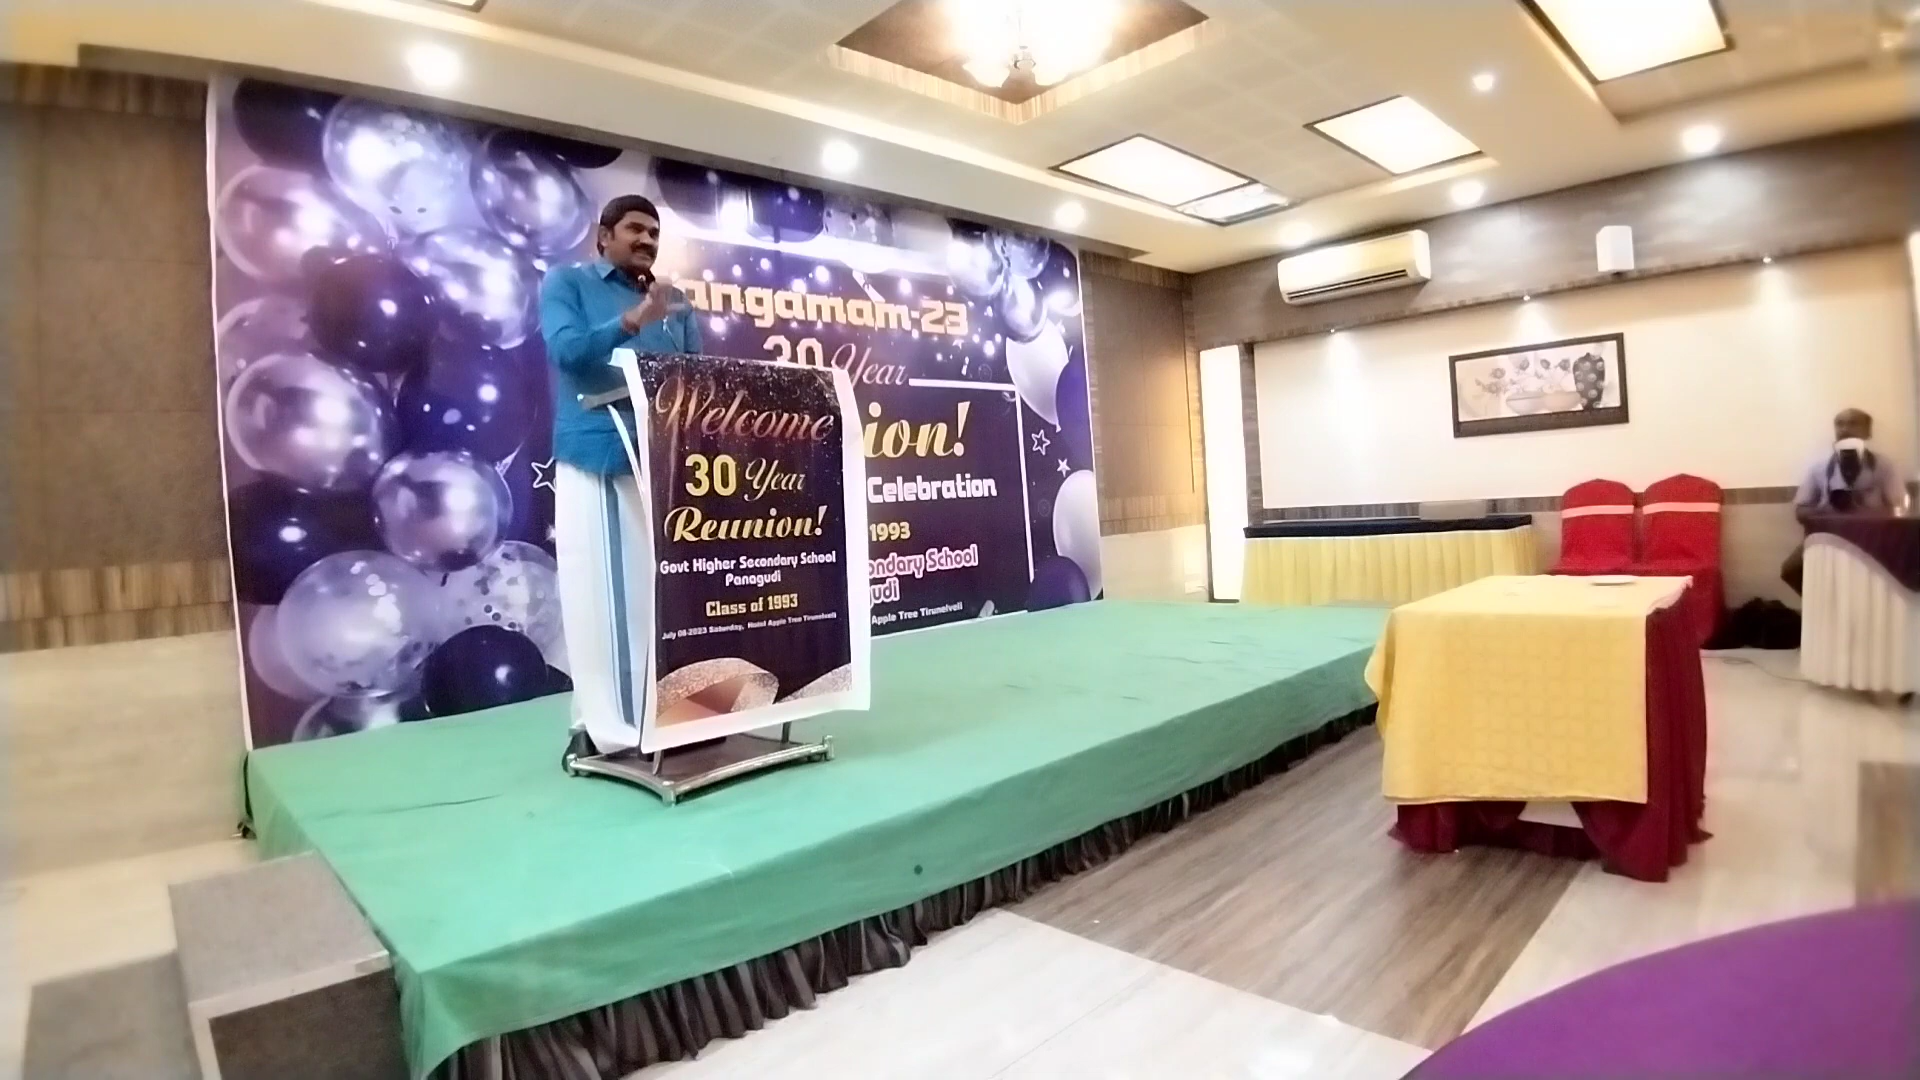 angamam-23
30 Year
ion!
Celebration
1993
ondary School
udi
Apple Tree Tirunelveli
Welcome
30 Year
Reunion!
Govt Higher Secondary School
Panagudi
Class of 1993
July 08-2023 Saturday, Hotel Apple Tree Tirunelveli